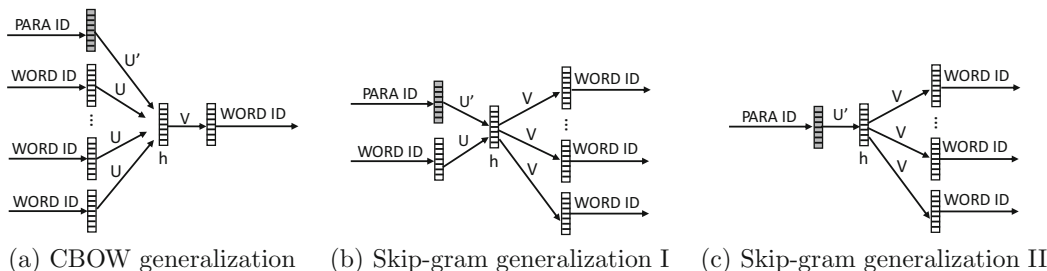 PARA ID
U'
WORD ID
U
...
U
WORD ID
U
WORD ID
h
V
WORD ID
(a) CBOW generalization
PARA ID
U'
WORD ID
U
h
V
V
V
WORD ID
...
WORD ID
WORD ID
(b) Skip-gram generalization I
PARA ID
U'
h
V
V
V
WORD ID
...
WORD ID
WORD ID
(c) Skip-gram generalization II